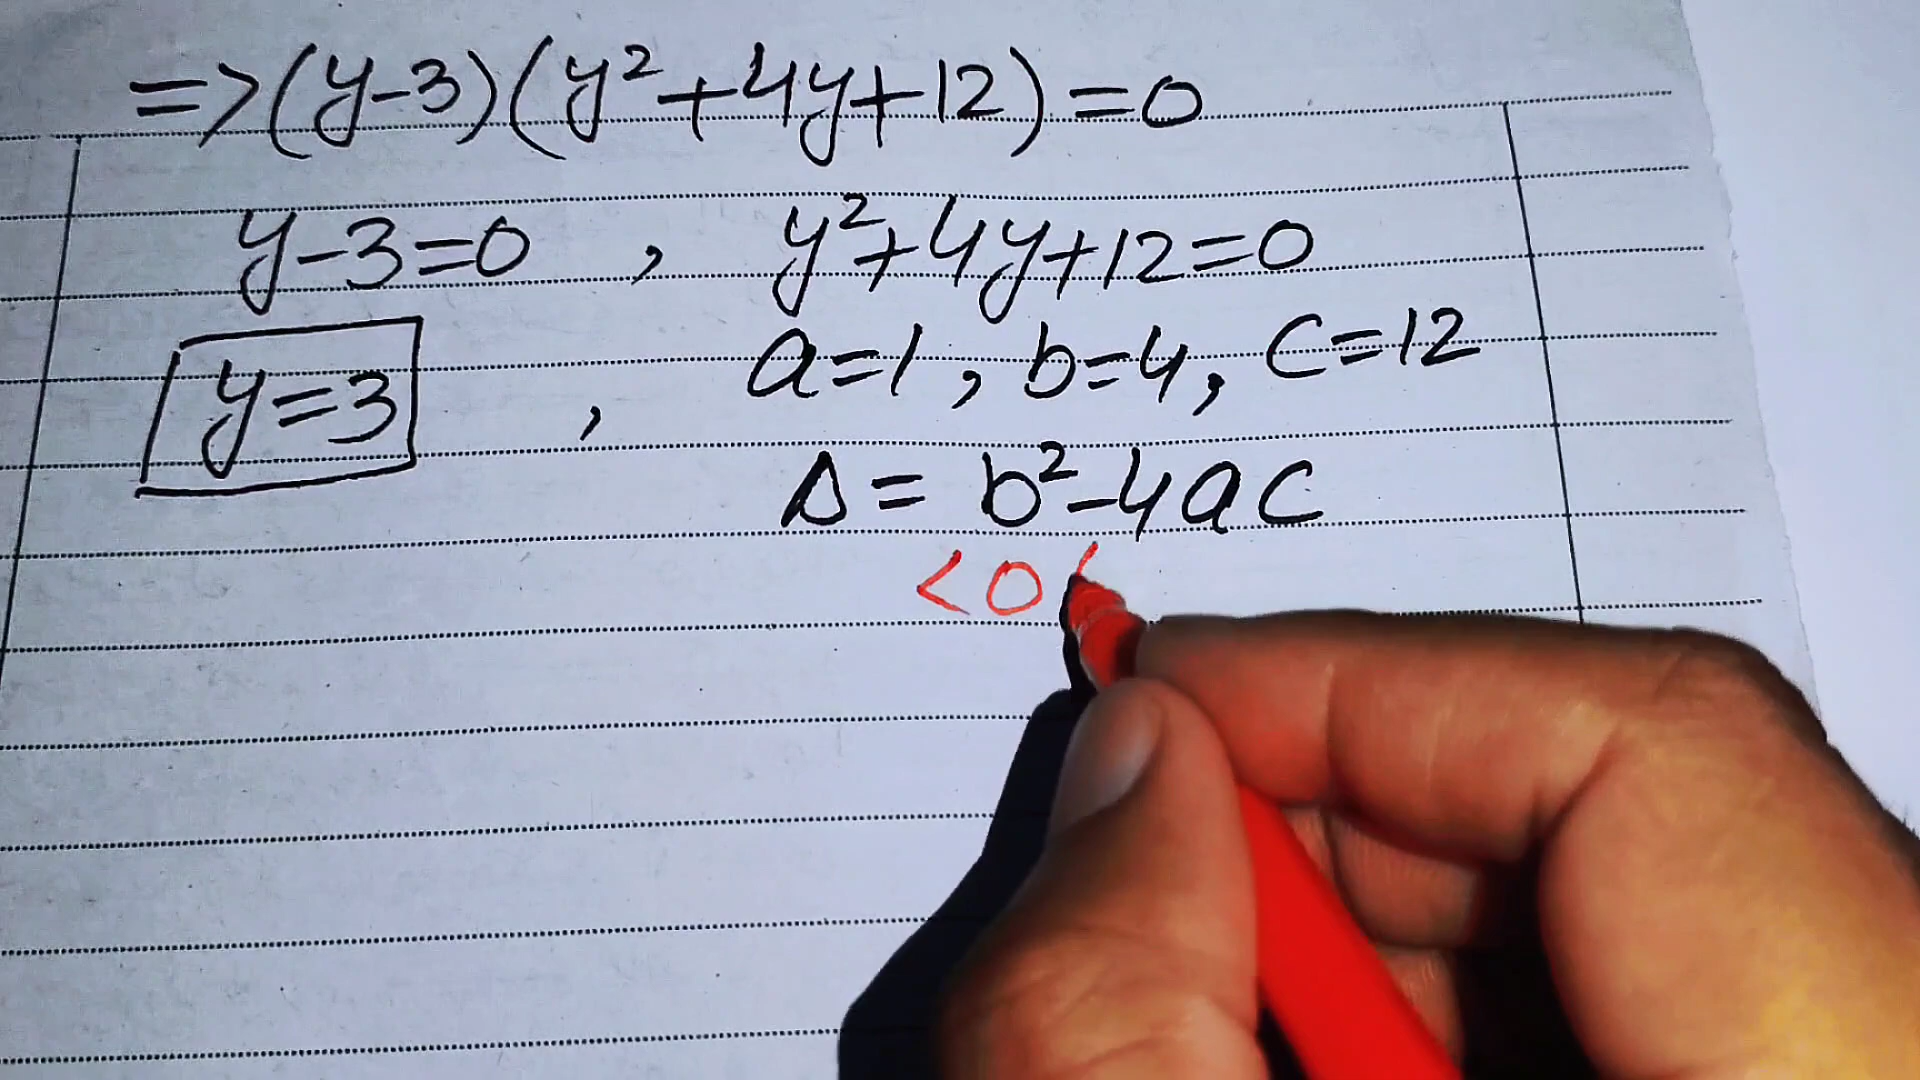 =>(y-3)(y²+4y+12)=0
y-3=0 , y²+4y+12=0
y=3 , a=1, b=4, c=12
Δ= b²-4ac
<0 (